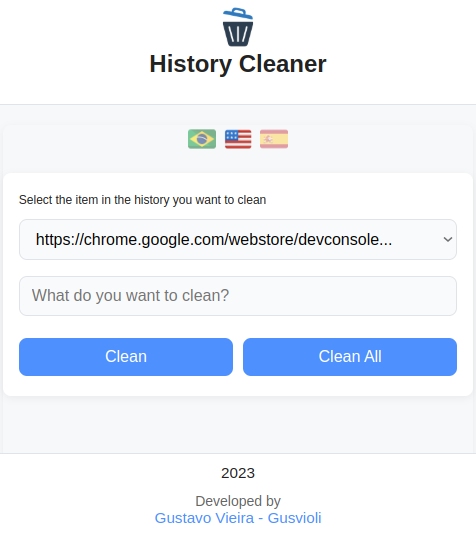 History Cleaner
Select the item in the history you want to clean
https://chrome.google.com/webstore/devconsole...
What do you want to clean?
Clean
Clean All
2023
Developed by
Gustavo Vieira - Gusvioli